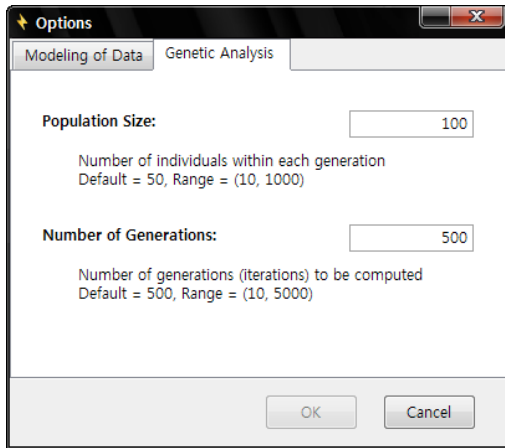 Options
Modeling of Data
Genetic Analysis
Population Size:
100
Number of individuals within each generation
Default = 50, Range = (10, 1000)
Number of Generations:
500
Number of generations (iterations) to be computed
Default = 500, Range = (10, 5000)
OK
Cancel